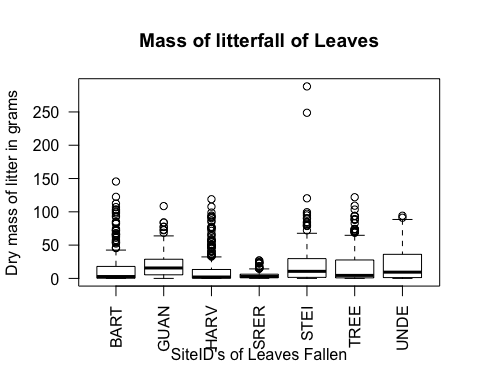 Mass of litterfall of Leaves
Dry mass of litter in grams
250
200
150
100
50
0
BART GUAN HARV SRER STEI TREE UNDE
SiteID's of Leaves Fallen